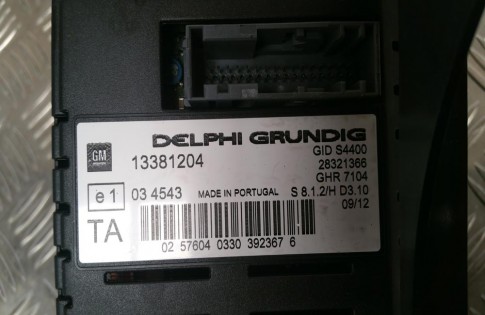 DELPHI GRUNDIG
GM 13381204 GID S4400
28321366
GHR 7104
e1 03 4543 MADE IN PORTUGAL S 8.1.2/H D3.10
09/12
TA
02 57604 0330 392367 6